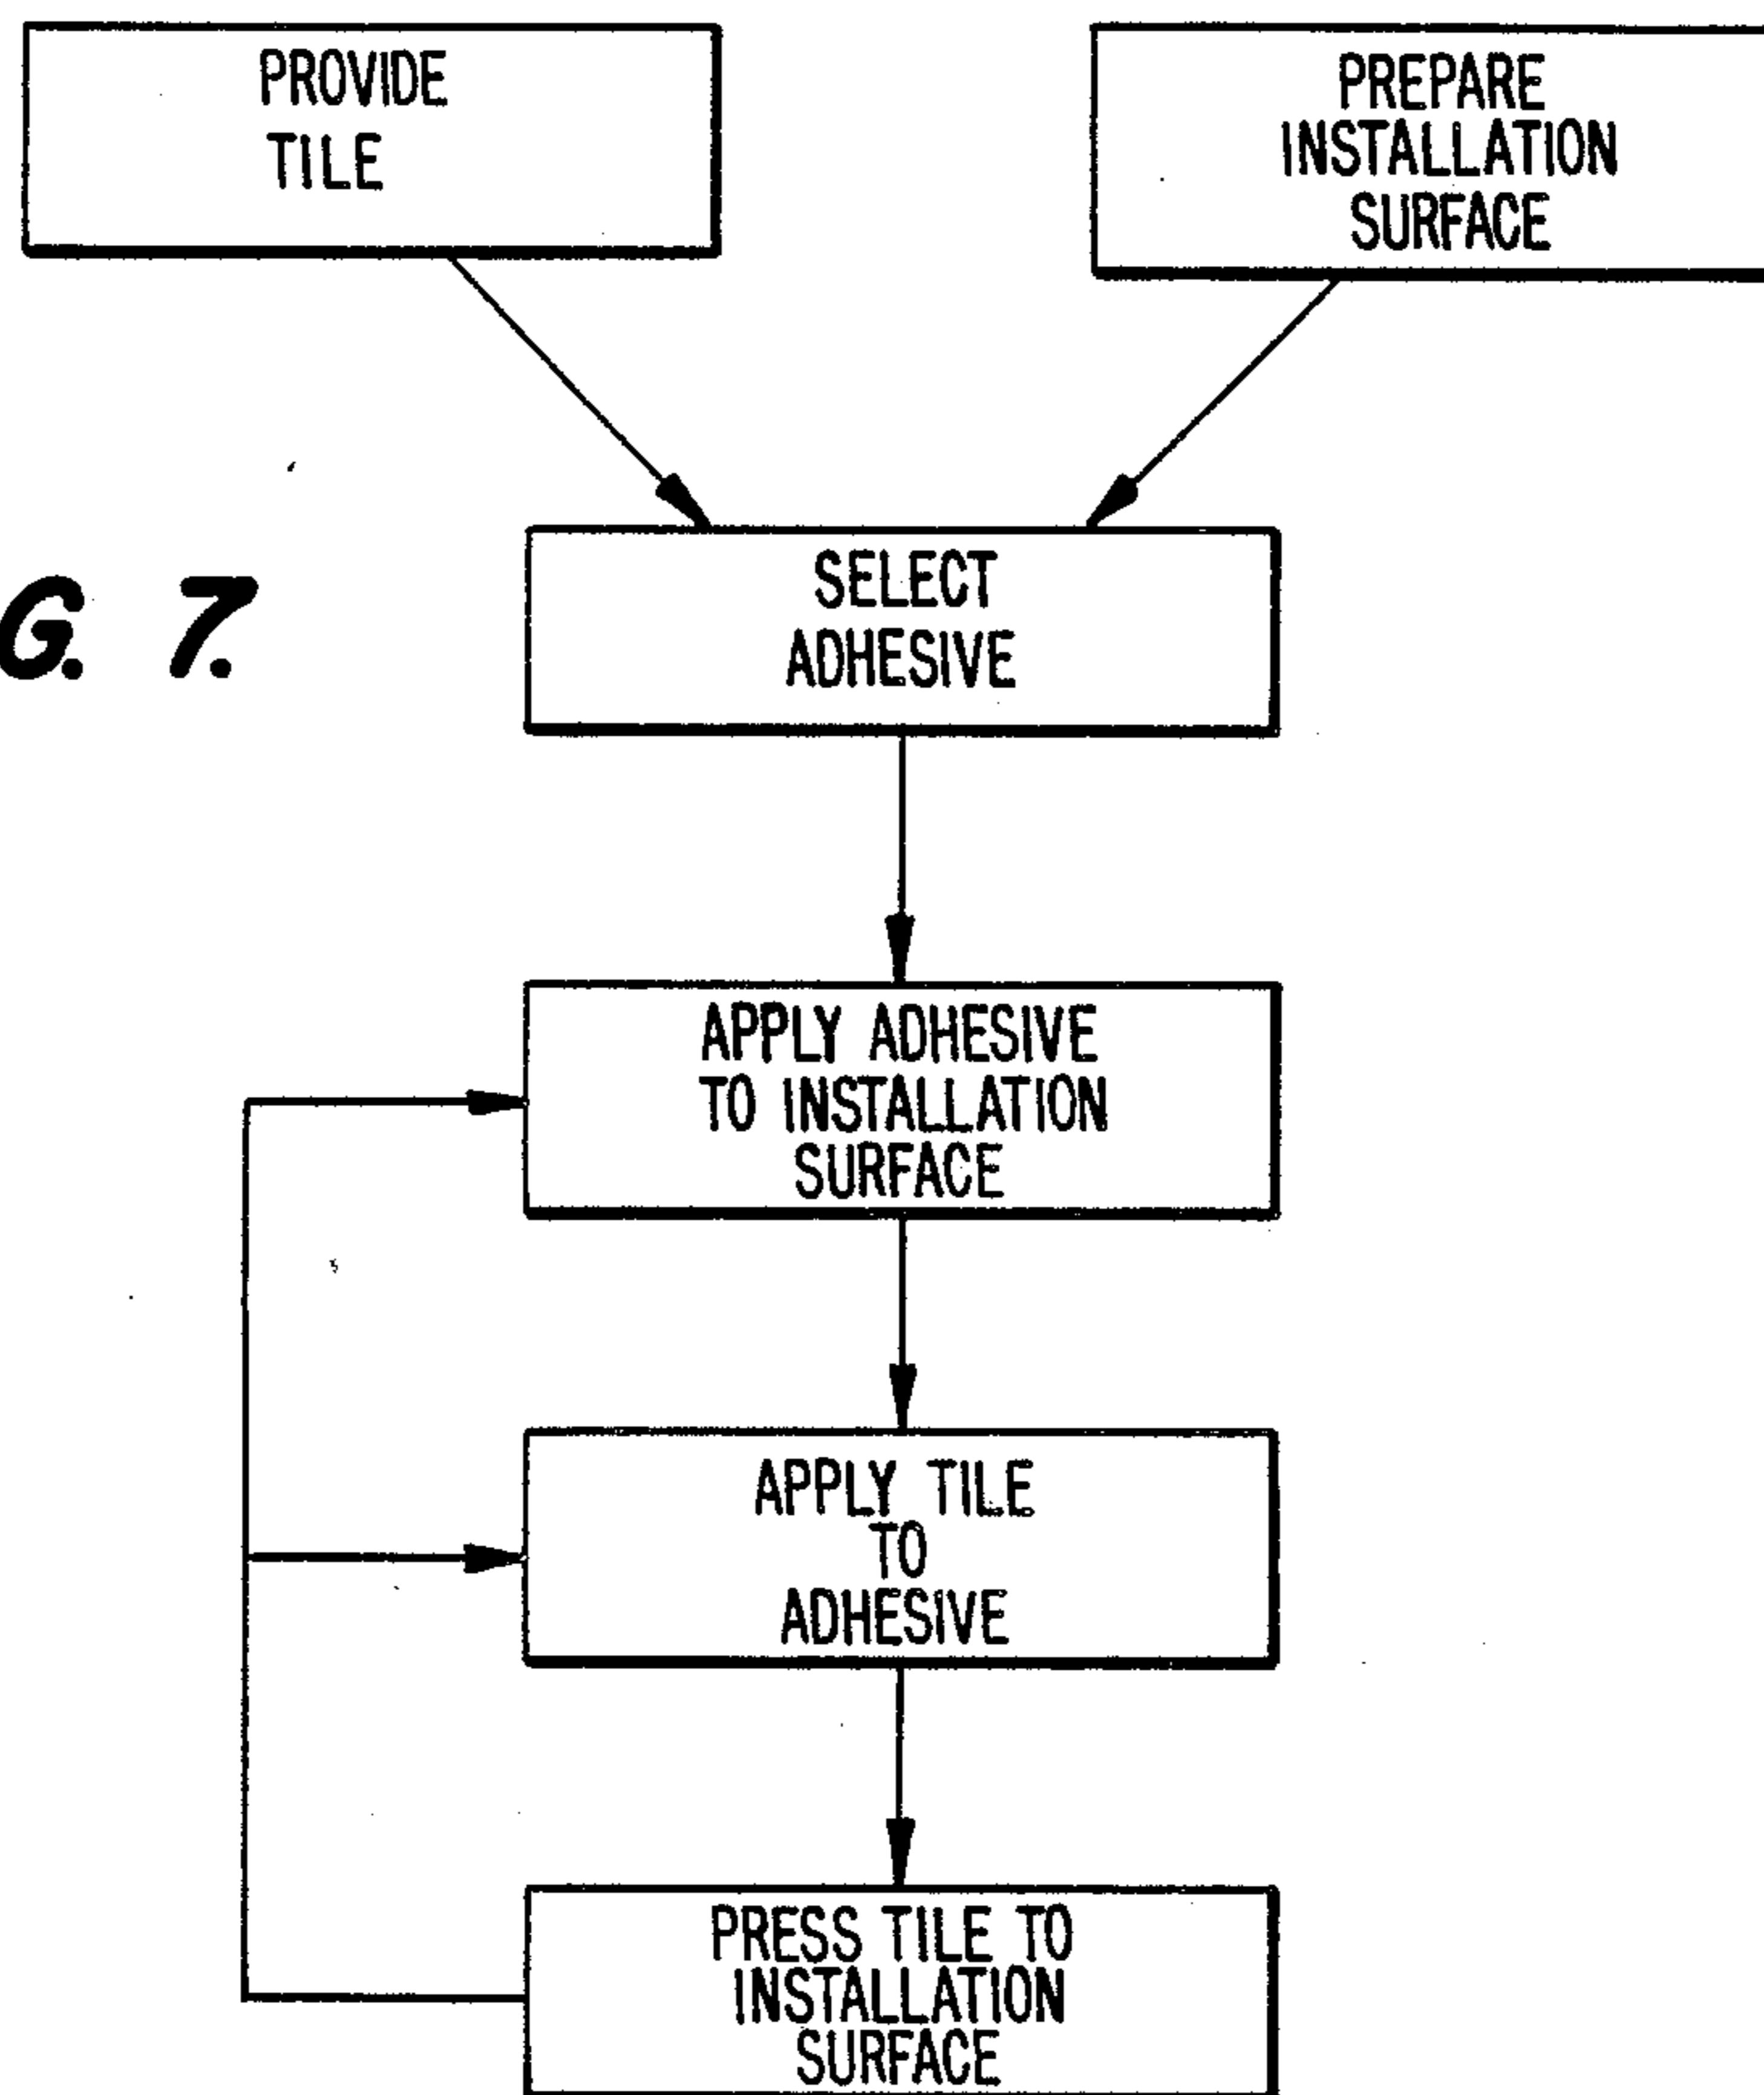 PROVIDE
TILE
PREPARE
INSTALLATION
SURFACE
G. 7.
SELECT
ADHESIVE
APPLY ADHESIVE
TO INSTALLATION
SURFACE
APPLY TILE
TO
ADHESIVE
PRESS TILE TO
INSTALLATION
SURFACE